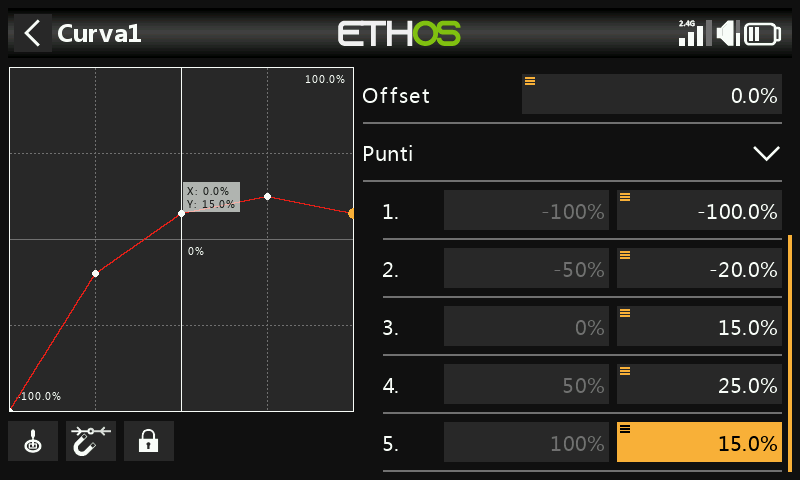 Curva1
ETHOS
2.4G
100.0%
X: 0.0%
Y: 15.0%
0%
-100.0%
Offset 0.0%
Punti
1. -100% -100.0%
2. -50% -20.0%
3. 0% 15.0%
4. 50% 25.0%
5. 100% 15.0%